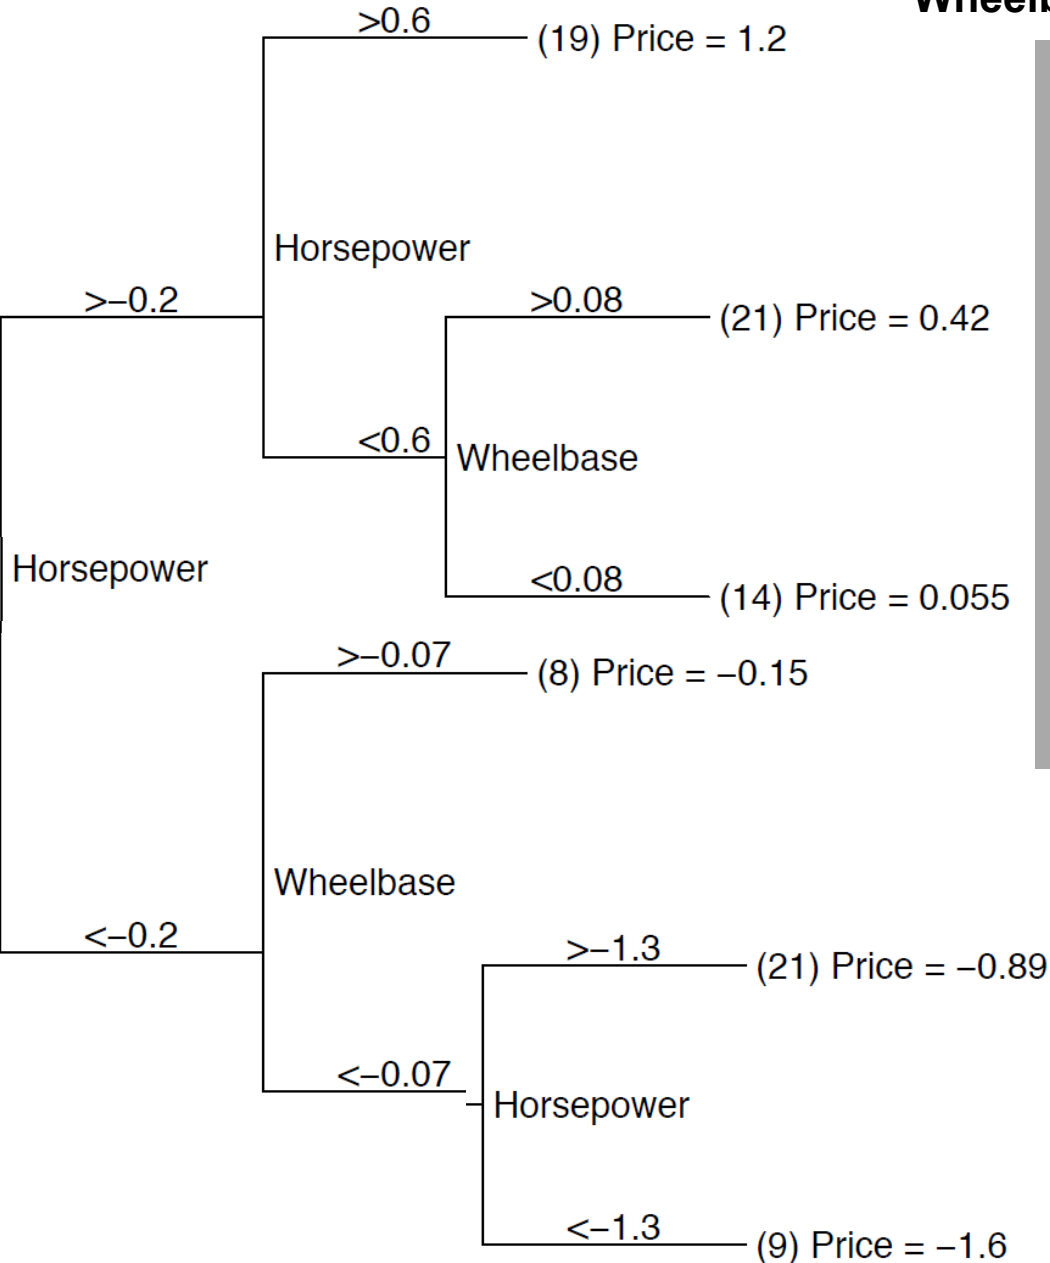 >0.6
(19) Price = 1.2
Horsepower
>−0.2
>0.08
(21) Price = 0.42
<0.6
Wheelbase
Horsepower
<0.08
(14) Price = 0.055
>−0.07
(8) Price = −0.15
Wheelbase
<−0.2
>−1.3
(21) Price = −0.89
<−0.07
Horsepower
<−1.3
(9) Price = −1.6